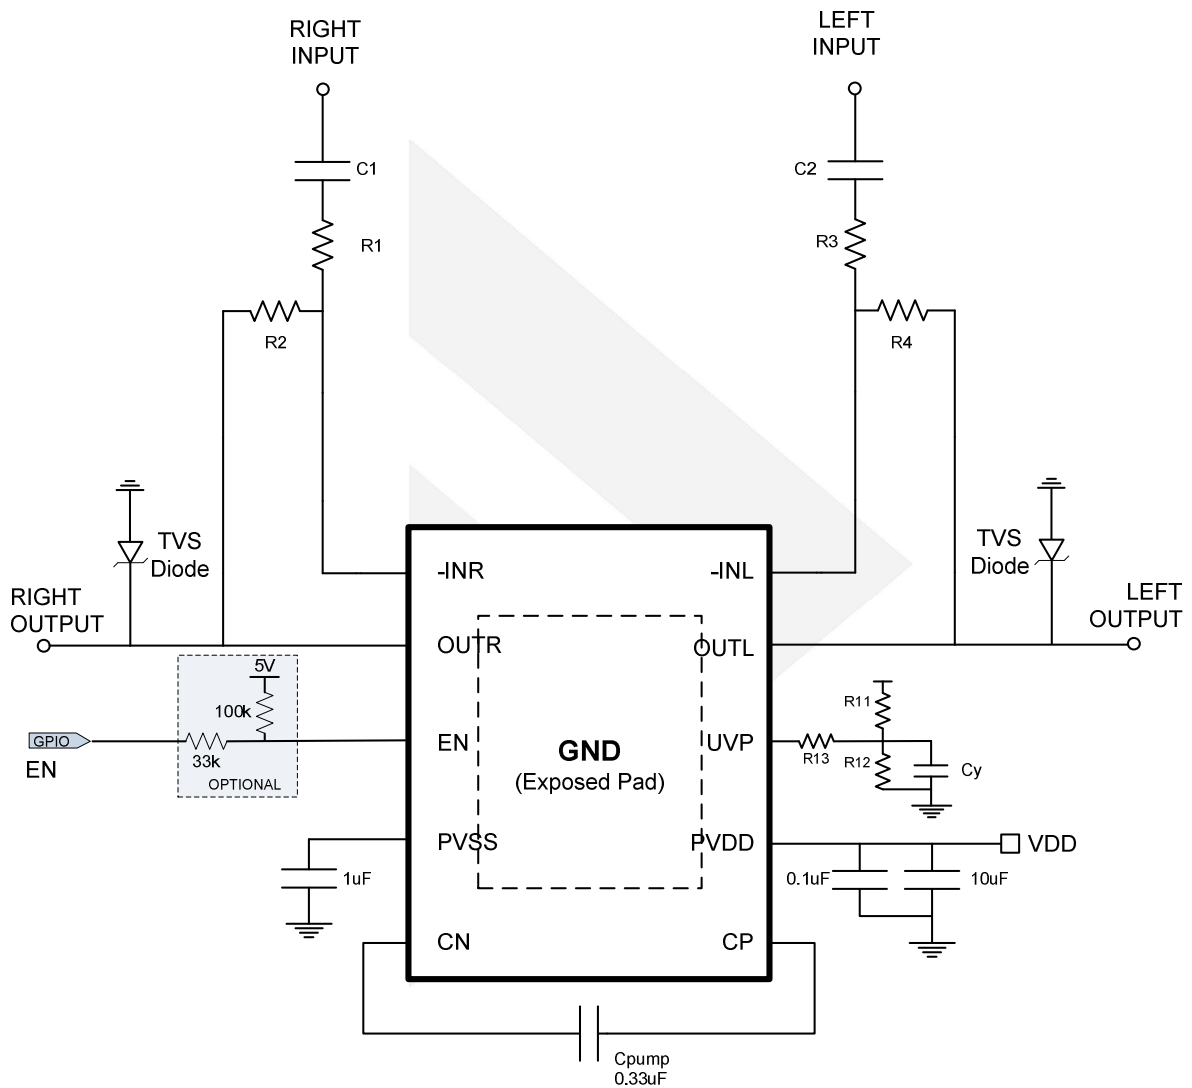 RIGHT
INPUT
LEFT
INPUT
C1
C2
R1
R3
R2
R4
TVS
Diode
TVS
Diode
RIGHT
OUTPUT
LEFT
OUTPUT
-INR
-INL
OUTR
OUTL
5V
100k
33k
OPTIONAL
GPIO
EN
EN
GND
(Exposed Pad)
UVP
R11
R13
R12
Cy
PVSS
PVDD
VDD
1uF
0.1uF
10uF
CN
CP
Cpump
0.33uF